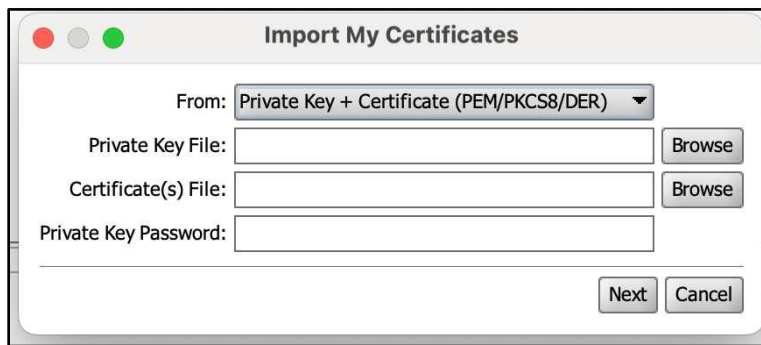 Import My Certificates
From: Private Key + Certificate (PEM/PKCS8/DER)
Private Key File: Browse
Certificate(s) File: Browse
Private Key Password:
Next Cancel